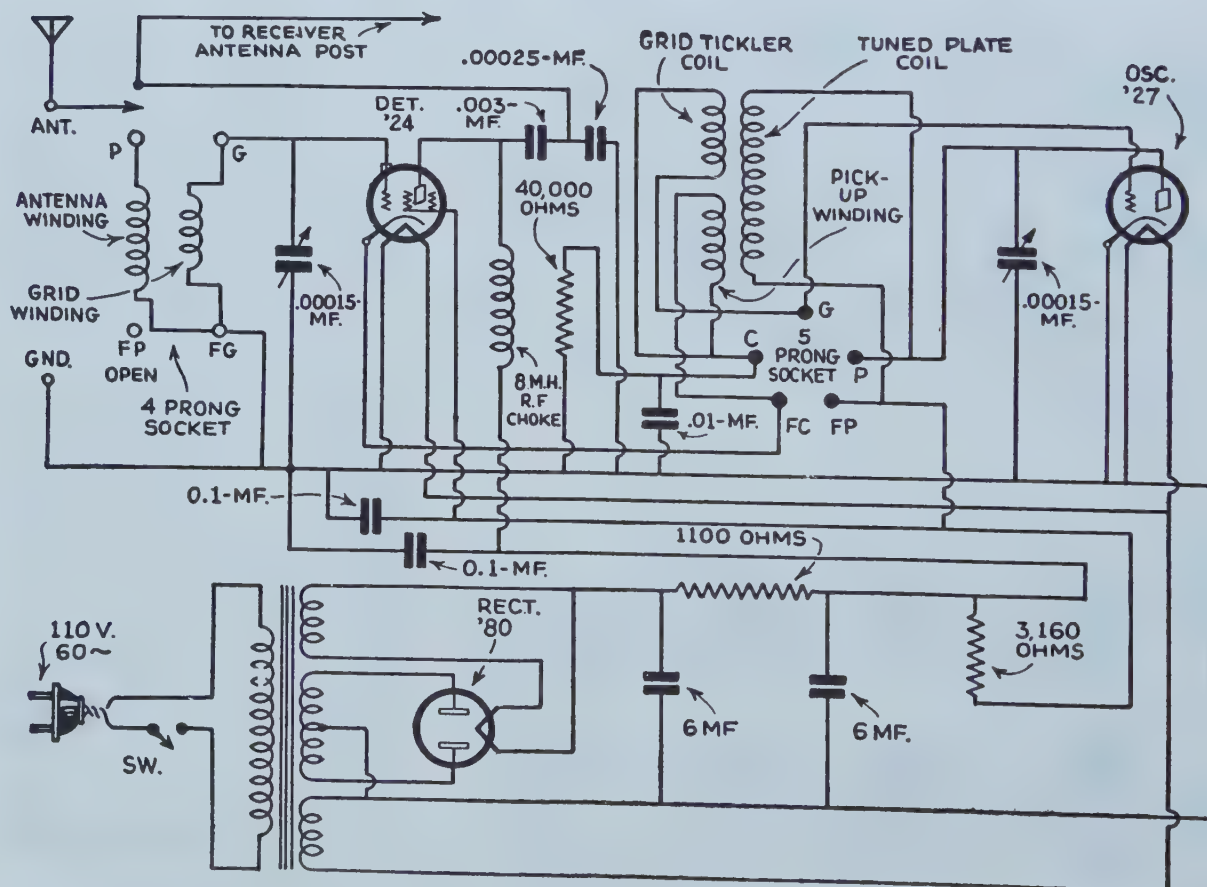 TO RECEIVER
ANTENNA POST
ANT.
P
G
ANTENNA
WINDING
GRID
WINDING
FP
FG
OPEN
GND.
4 PRONG
SOCKET
.00015-
MF.
DET.
'24
.003-
MF.
.00025-MF.
40,000
OHMS
8 M.H.
R.F
CHOKE
GRID TICKLER
COIL
TUNED PLATE
COIL
PICK-
UP
WINDING
OSC.
'27
G
C
5
PRONG
SOCKET
P
FC
FP
.01-MF.
.00015-
MF.
0.1-MF.
0.1-MF.
1100 OHMS
3,160
OHMS
110 V.
60~
SW.
RECT.
'80
6 MF
6 MF.